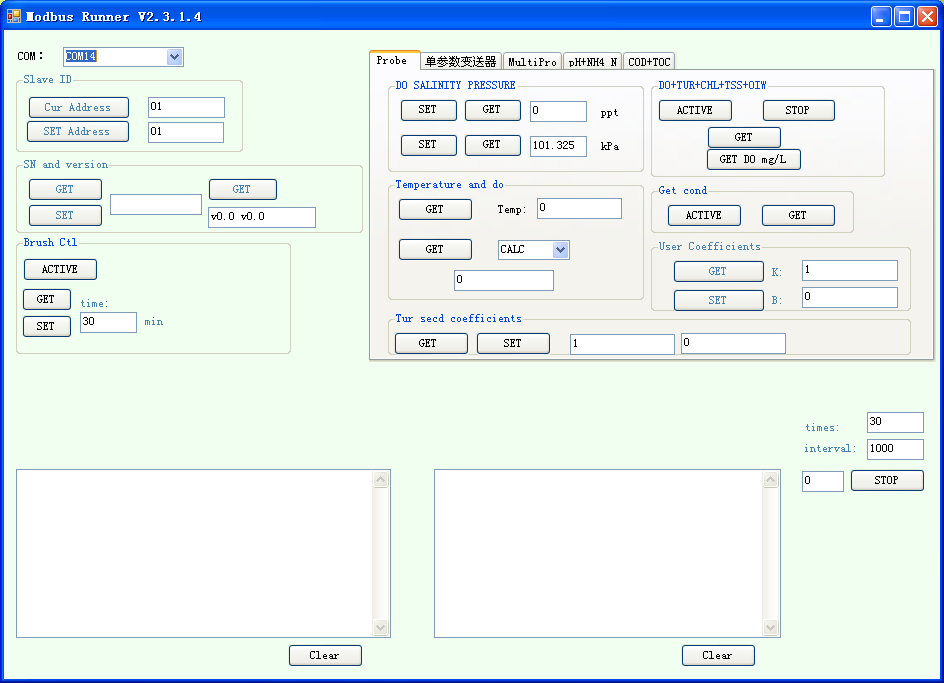 Modbus Runner V2.3.1.4
COM: COM14
Slave ID
Cur Address 01
SET Address 01
SN and version
GET GET
SET v0.0 v0.0
Brush Ctl
ACTIVE
GET time:
SET 30 min
Probe 单参数变送器 MultiPro pH+NH4_N COD+TOC
DO SALINITY PRESSURE
SET GET 0 ppt
SET GET 101.325 kPa
DO+TUR+CHL+TSS+OIW
ACTIVE STOP
GET
GET DO mg/L
Temperature and do
GET Temp: 0
GET CALC
0
Get cond
ACTIVE GET
User Coefficients
GET K: 1
SET B: 0
Tur secd coefficients
GET SET 1 0
times: 30
interval: 1000
0 STOP
Clear Clear